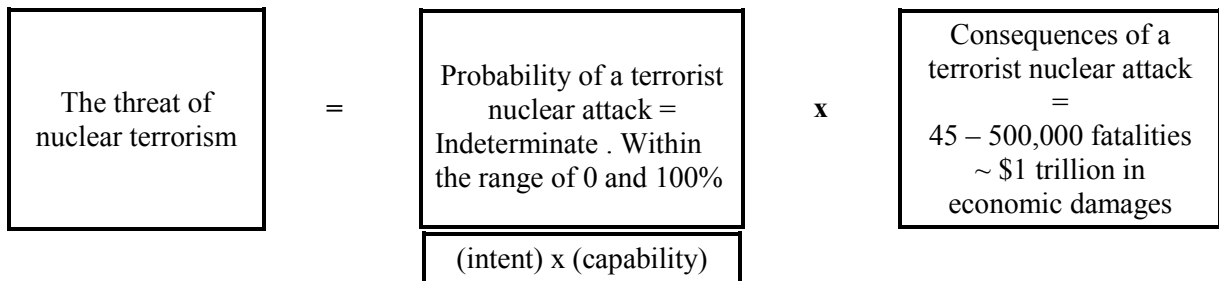 The threat of
nuclear terrorism
=
Probability of a terrorist
nuclear attack =
Indeterminate . Within
the range of 0 and 100%
(intent) x (capability)
x
Consequences of a
terrorist nuclear attack
=
45 – 500,000 fatalities
~ $1 trillion in
economic damages